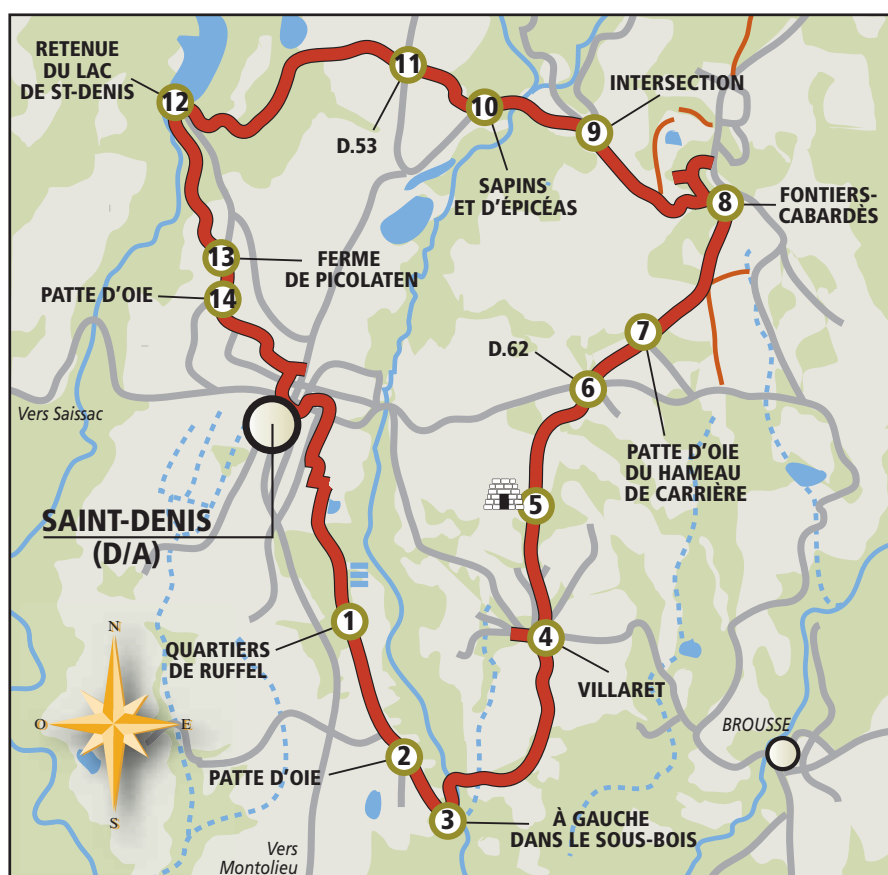 RETENUE
DU LAC
DE ST-DENIS
12
11
D.53
10
SAPINS
ET D'ÉPICÉAS
INTERSECTION
9
8
FONTIERS-
CABARDÈS
13
FERME
DE PICOLATEN
PATTE D'OIE
14
7
D.62
6
PATTE D'OIE
DU HAMEAU
DE CARRIÈRE
Vers Saissac
SAINT-DENIS
(D/A)
5
1
QUARTIERS
DE RUFFEL
4
VILLARET
N
O
E
S
2
PATTE D'OIE
BROUSSE
3
À GAUCHE
DANS LE SOUS-BOIS
Vers
Montolieu